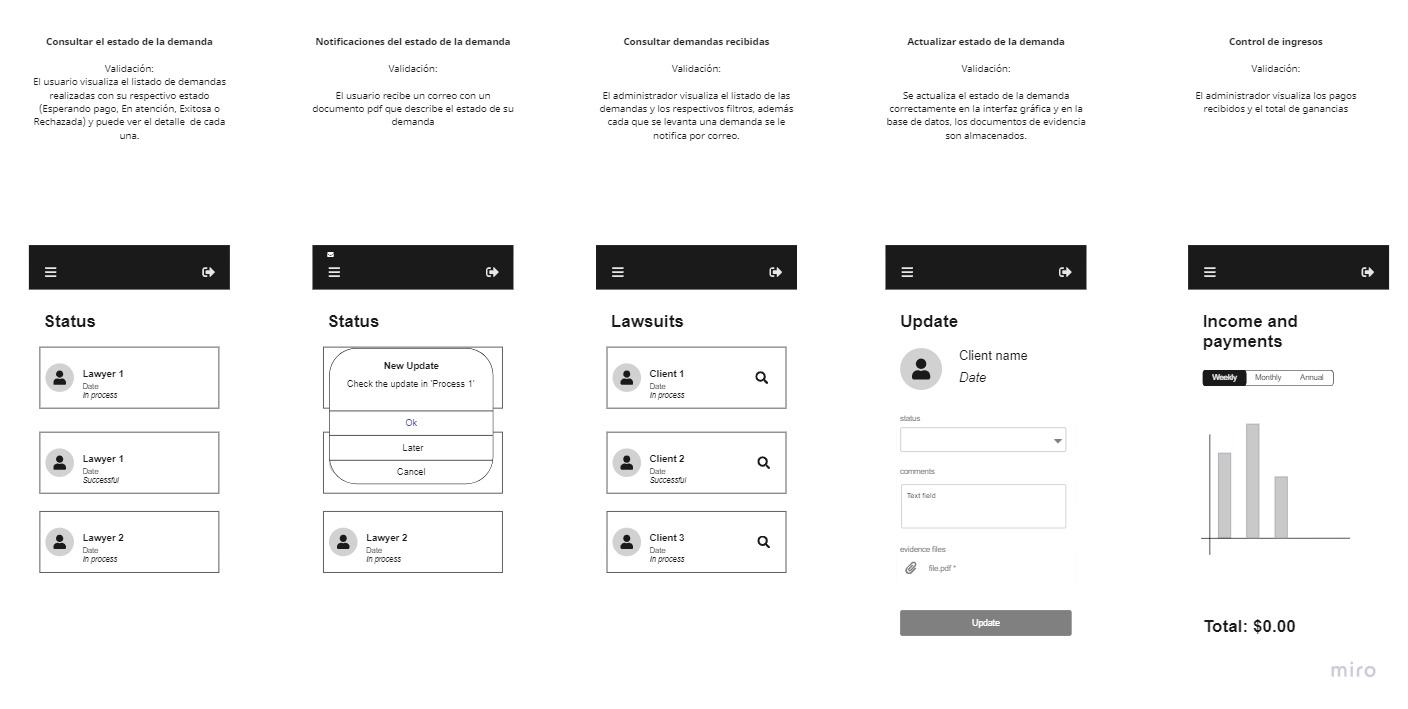 Consultar el estado de la demanda
Validación:
El usuario visualiza el listado de demandas
realizadas con su respectivo estado
(Esperando pago, En atención, Exitosa o
Rechazada) y puede ver el detalle de cada
una.
Notificaciones del estado de la demanda
Validación:
El usuario recibe un correo con un
documento pdf que describe el estado de su
demanda
Consultar demandas recibidas
Validación:
El administrador visualiza el listado de las
demandas y los respectivos filtros, además
cada que se levanta una demanda se le
notifica por correo.
Actualizar estado de la demanda
Validación:
Se actualiza el estado de la demanda
correctamente en la interfaz gráfica y en la
base de datos, los documentos de evidencia
son almacenados.
Control de ingresos
Validación:
El administrador visualiza los pagos
recibidos y el total de ganancias
Status
Lawyer 1
Date
In process
Lawyer 1
Date
Successful
Lawyer 2
Date
In process
Status
New Update
Check the update in 'Process 1'
Ok
Later
Cancel
Lawyer 2
Date
In process
Lawsuits
Client 1
Date
In process
Client 2
Date
Successful
Client 3
Date
In process
Update
Client name
Date
status
comments
Text field
evidence files
file.pdf *
Update
Income and
payments
Weekly Monthly Annual
Total: $0.00
miro